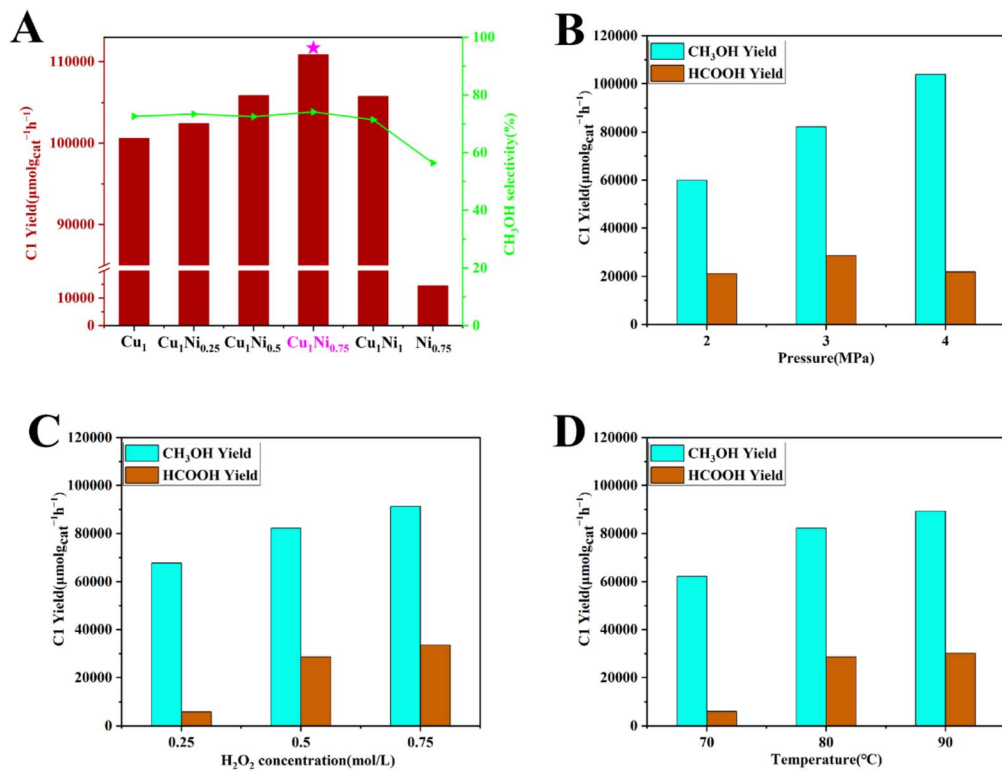 A
C1 Yield(μmolg_cat⁻¹h⁻¹)
110000
100000
90000
10000
0
100
80
60
40
20
0
CH₃OH selectivity(%)
Cu₁ Cu₁Ni₀.₂₅ Cu₁Ni₀.₅ Cu₁Ni₀.₇₅ Cu₁Ni₁ Ni₀.₇₅
B
CH₃OH Yield
HCOOH Yield
C1 Yield(μmolg_cat⁻¹h⁻¹)
120000
100000
80000
60000
40000
20000
0
2 3 4
Pressure(MPa)
C
CH₃OH Yield
HCOOH Yield
C1 Yield(μmolg_cat⁻¹h⁻¹)
120000
100000
80000
60000
40000
20000
0
0.25 0.5 0.75
H₂O₂ concentration(mol/L)
D
CH₃OH Yield
HCOOH Yield
C1 Yield(μmolg_cat⁻¹h⁻¹)
120000
100000
80000
60000
40000
20000
0
70 80 90
Temperature(°C)